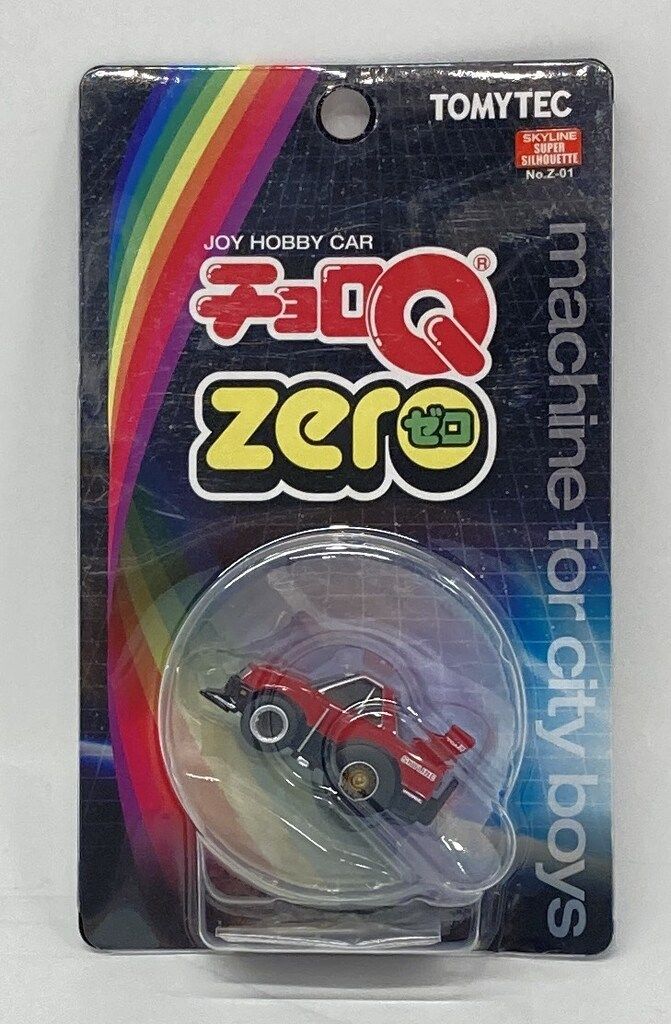 TOMYTEC
SKYLINE
SUPER
SILHOUETTE
No.Z-01
JOY HOBBY CAR
チョロQ®
zero ゼロ
machine for city boys
SKYLINE